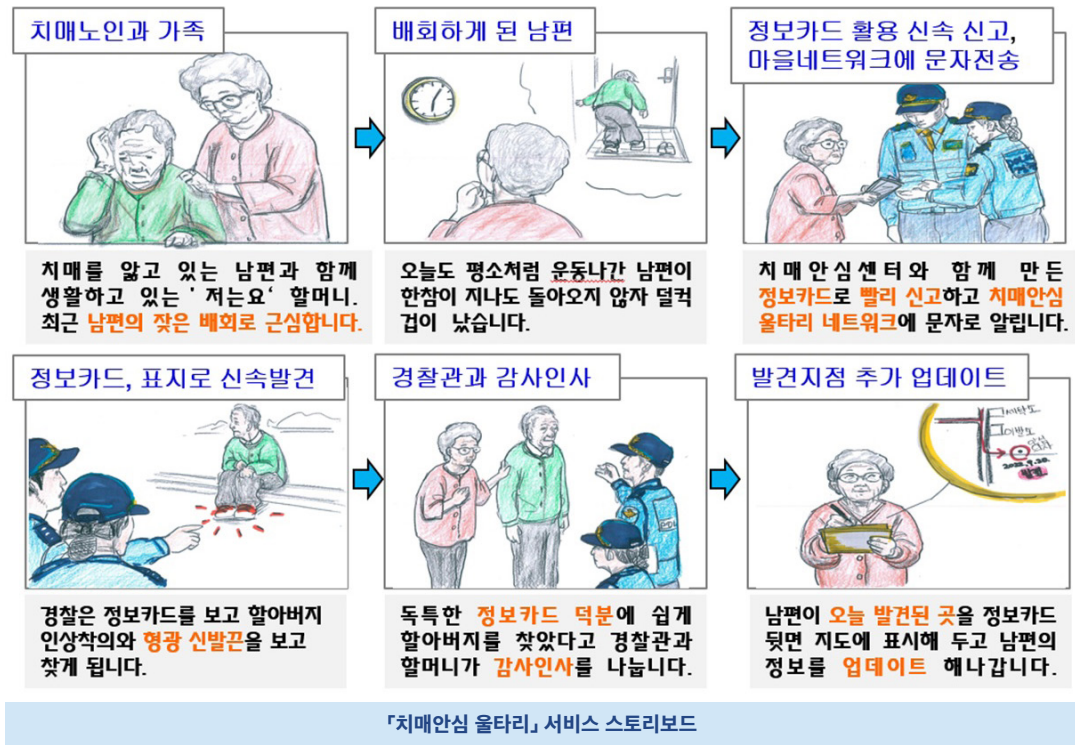 치매노인과 가족
배회하게 된 남편
정보카드 활용 신속 신고,
마을네트워크에 문자전송
치매를 앓고 있는 남편과 함께
생활하고 있는 ' 저는요‘ 할머니.
최근 남편의 잦은 배회로 근심합니다.
오늘도 평소처럼 운동나간 남편이
한참이 지나도 돌아오지 않자 덜컥
겁이 났습니다.
치매안심센터와 함께 만든
정보카드로 빨리 신고하고 치매안심
울타리 네트워크에 문자로 알립니다.
정보카드, 표지로 신속발견
경찰관과 감사인사
발견지점 추가 업데이트
경찰은 정보카드를 보고 할아버지
인상착의와 형광 신발끈을 보고
찾게 됩니다.
독특한 정보카드 덕분에 쉽게
할아버지를 찾았다고 경찰관과
할머니가 감사인사를 나눕니다.
남편이 오늘 발견된 곳을 정보카드
뒷면 지도에 표시해 두고 남편의
정보를 업데이트 해나갑니다.
「치매안심 울타리」 서비스 스토리보드